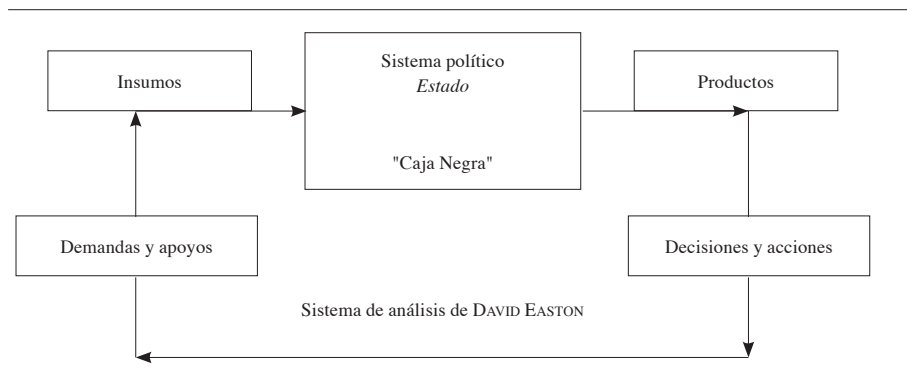 Insumos
Sistema político
Estado
"Caja Negra"
Productos
Demandas y apoyos
Decisiones y acciones
Sistema de análisis de DAVID EASTON